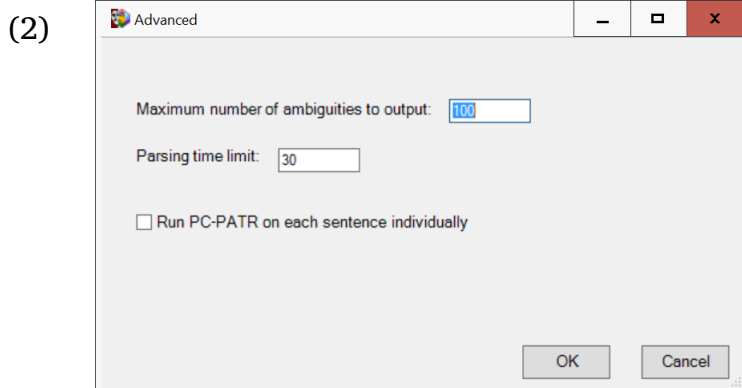 (2)
Advanced
Maximum number of ambiguities to output: 100
Parsing time limit: 30
Run PC-PATR on each sentence individually
OK Cancel